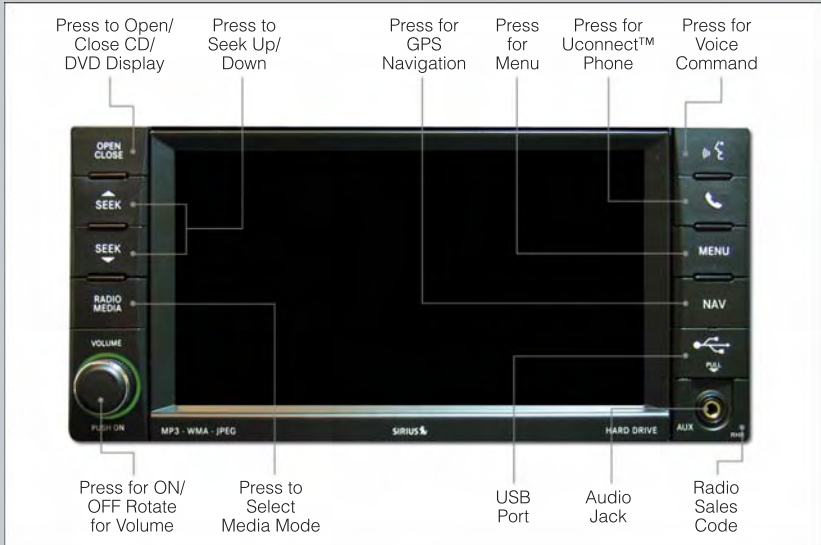 Press to Open/
Close CD/
DVD Display
Press to
Seek Up/
Down
Press for
GPS
Navigation
Press
for
Menu
Press for
Uconnect™
Phone
Press for
Voice
Command
OPEN
CLOSE
SEEK
SEEK
RADIO
MEDIA
VOLUME
PUSH ON
MP3 - WMA - JPEG
SIRIUS
HARD DRIVE
MENU
NAV
PULL
AUX
RHR
Press for ON/
OFF Rotate
for Volume
Press to
Select
Media Mode
USB
Port
Audio
Jack
Radio
Sales
Code